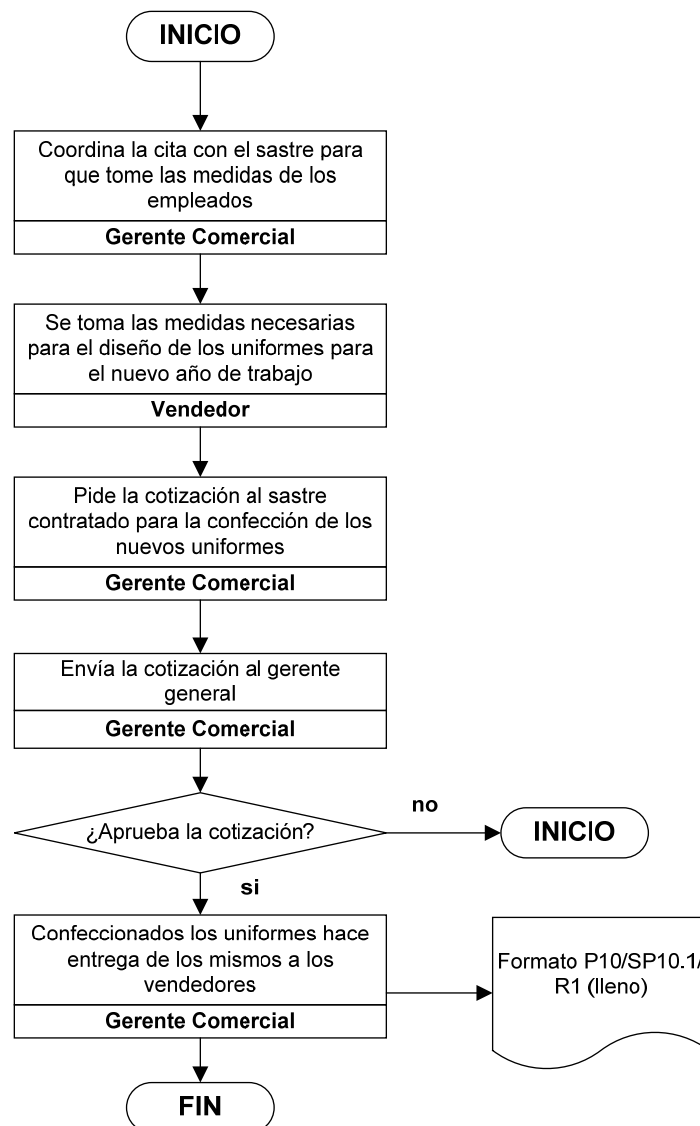 INICIO
Coordina la cita con el sastre para
que tome las medidas de los
empleados
Gerente Comercial
Se toma las medidas necesarias
para el diseño de los uniformes para
el nuevo año de trabajo
Vendedor
Pide la cotización al sastre
contratado para la confección de los
nuevos uniformes
Gerente Comercial
Envía la cotización al gerente
general
Gerente Comercial
¿Aprueba la cotización?
no
INICIO
si
Confeccionados los uniformes hace
entrega de los mismos a los
vendedores
Gerente Comercial
Formato P10/SP10.1/
R1 (lleno)
FIN